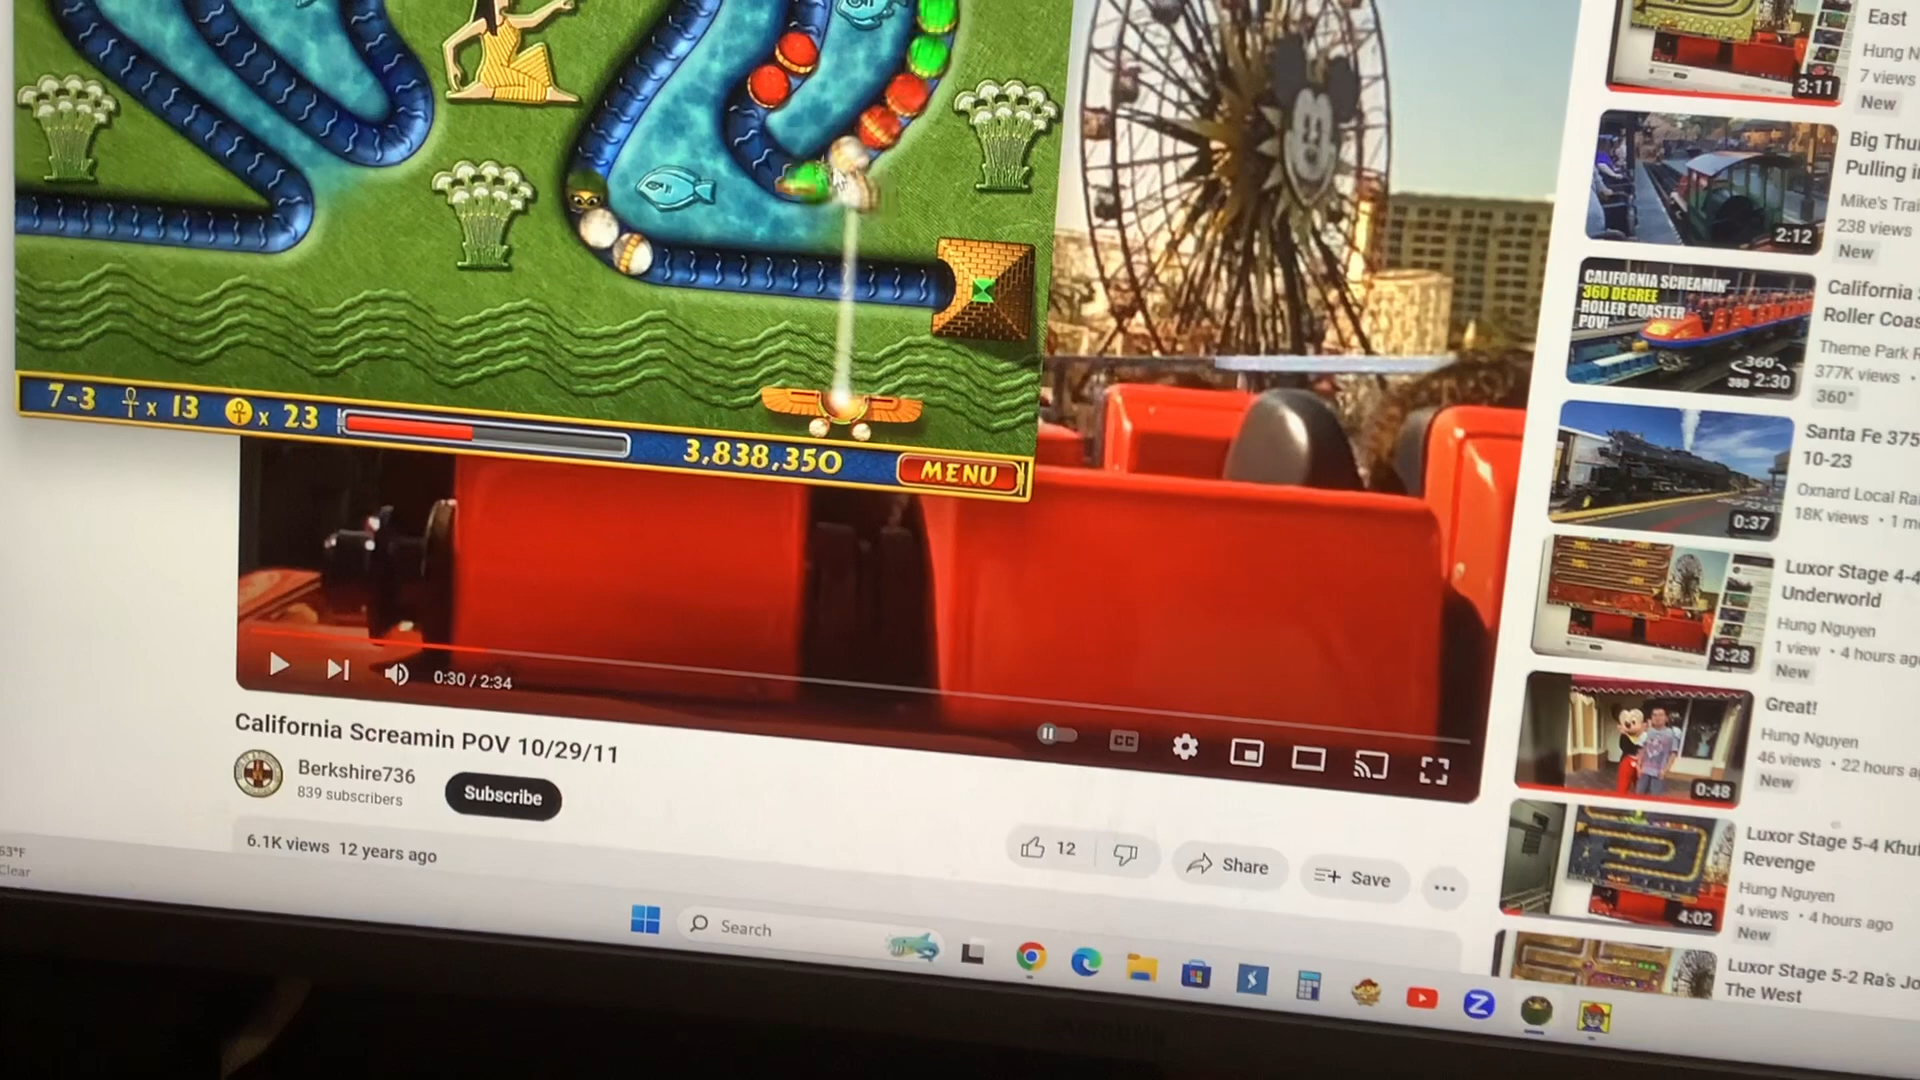 7-3 x 13 x 23
3,838,350
MENU
0:30 / 2:34
CC
California Screamin POV 10/29/11
Berkshire736
839 subscribers
Subscribe
6.1K views 12 years ago
12
Share
Save
...
East
Hung N
7 views
New
3:11
Big Thu
Pulling i
Mike's Trai
238 views
New
2:12
CALIFORNIA SCREAMIN'
360 DEGREE
ROLLER COASTER
POV!
360°
360 2:30
California
Roller Coas
Theme Park R
377K views •
360°
Santa Fe 375
10-23
Oxnard Local Rai
18K views • 1 m
0:37
Luxor Stage 4-4
Underworld
Hung Nguyen
1 view • 4 hours ag
New
3:28
Great!
Hung Nguyen
46 views • 22 hours a
New
0:48
Luxor Stage 5-4 Khu
Revenge
Hung Nguyen
4 views • 4 hours ago
New
4:02
Luxor Stage 5-2 Ra's Jo
The West
53°F
Clear
Search